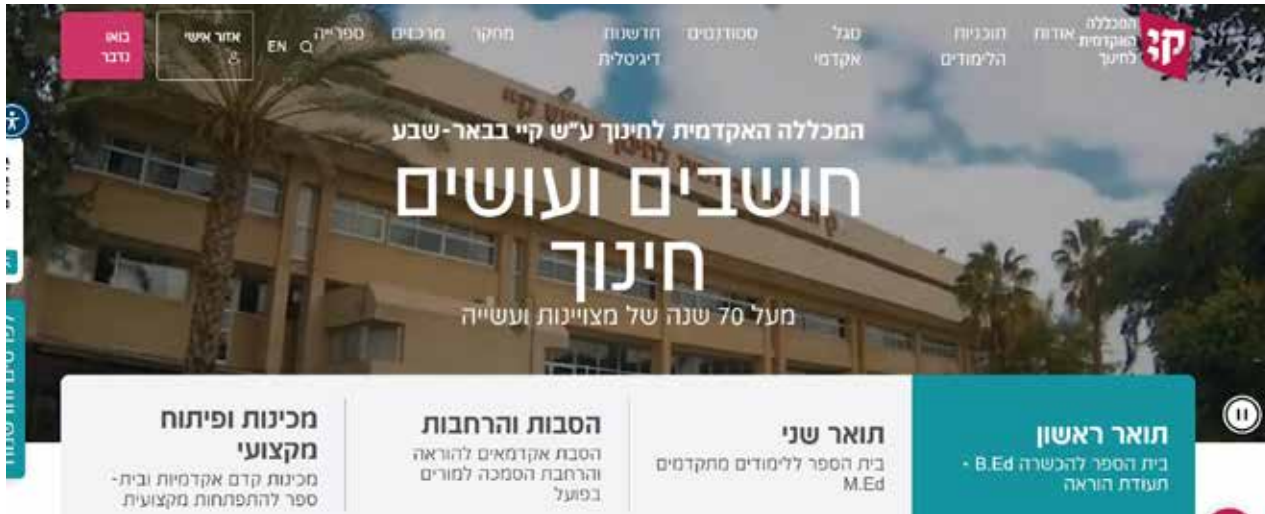 המכללה
האקדמית
לחינוך
אודות
תוכניות
הלימודים
סגל
אקדמי
סטודנטים
חדשנות
דיגיטלית
מחקר
מרכזים
ספרייה
EN
אזור אישי
בואו
נדבר
המכללה האקדמית לחינוך ע״ש קיי בבאר-שבע
חושבים ועושים
חינוך
מעל 70 שנה של מצויינות ועשייה
תואר ראשון
בית הספר להכשרה B.Ed -
תעודת הוראה
תואר שני
בית הספר ללימודים מתקדמים
M.Ed
הסבות והרחבות
הסבת אקדמאים להוראה
והרחבת הסמכה למורים
בפועל
מכינות ופיתוח
מקצועי
מכינות קדם אקדמיות ובית-
ספר להתפתחות מקצועית